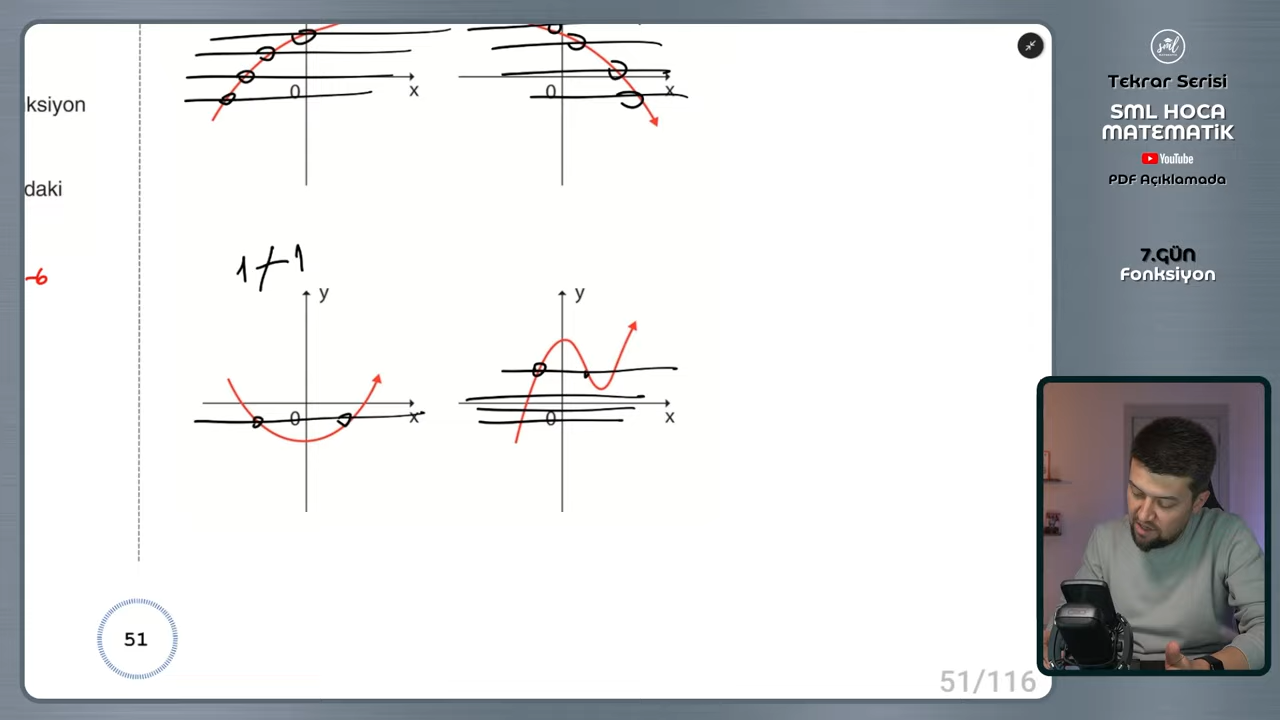 ksiyon
daki
-6
0
x
0
x
1 ≠ 1
y
0
x
y
0
x
51
51/116
sml
Tekrar Serisi
SML HOCA
MATEMATİK
YouTube
PDF Açıklamada
7.GÜN
Fonksiyon